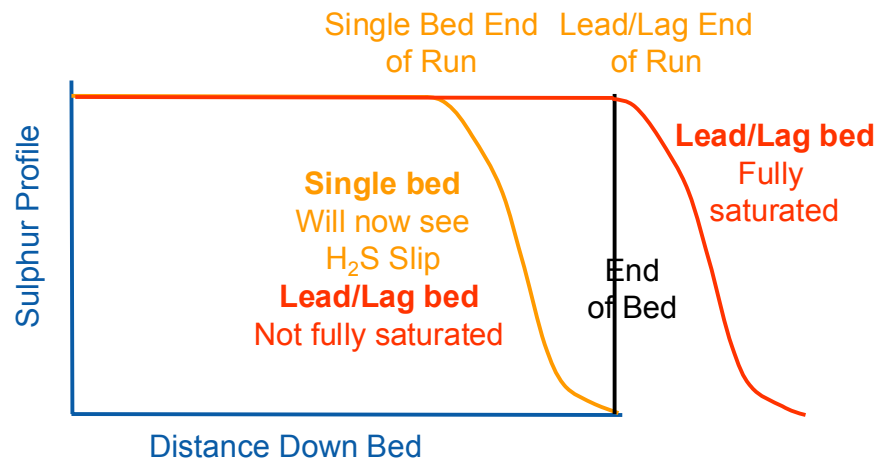 Single Bed End
of Run
Lead/Lag End
of Run
Sulphur Profile
Single bed
Will now see
H₂S Slip
Lead/Lag bed
Not fully saturated
End
of Bed
Lead/Lag bed
Fully
saturated
Distance Down Bed